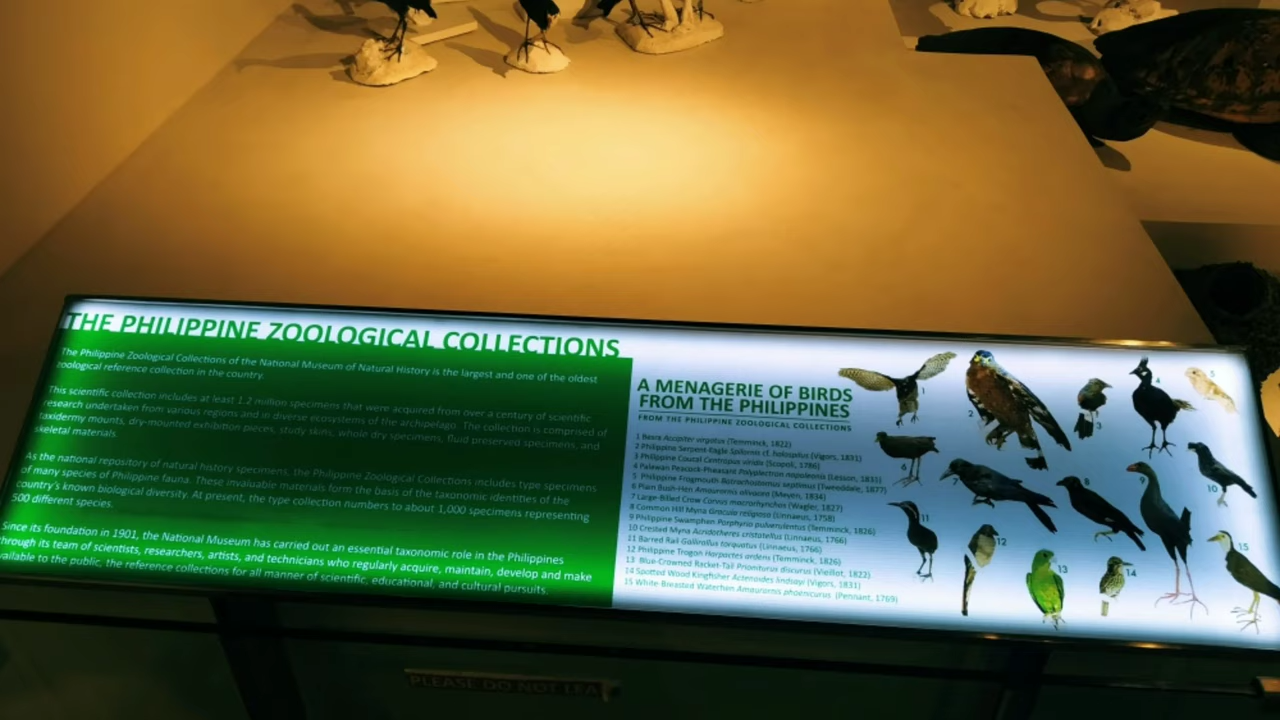 THE PHILIPPINE ZOOLOGICAL COLLECTIONS
The Philippine Zoological Collections of the National Museum of Natural History is the largest and one of the oldest
zoological reference collection in the country.
This scientific collection includes at least 1.2 million specimens that were acquired from over a century of scientific
research undertaken from various regions and in diverse ecosystems of the archipelago. The collection is comprised of
taxidermy mounts, dry-mounted exhibition pieces, study skins, whole dry specimens, fluid preserved specimens, and
skeletal materials.
As the national repository of natural history specimens, the Philippine Zoological Collections includes type specimens
of many species of Philippine fauna. These invaluable materials form the basis of the taxonomic identities of the
country's known biological diversity. At present, the type collection numbers to about 1,000 specimens representing
500 different species.
Since its foundation in 1901, the National Museum has carried out an essential taxonomic role in the Philippines
through its team of scientists, researchers, artists, and technicians who regularly acquire, maintain, develop and make
vailable to the public, the reference collections for all manner of scientific, educational, and cultural pursuits.
A MENAGERIE OF BIRDS
FROM THE PHILIPPINES
FROM THE PHILIPPINE ZOOLOGICAL COLLECTIONS
1 Besra Accipiter virgatus (Temminck, 1822)
2 Philippine Serpent-Eagle Spilornis cf. holospilus (Vigors, 1831)
3 Philippine Coucal Centropus viridis (Scopoli, 1786)
4 Palawan Peacock-Pheasant Polyplectron napoleonis (Lesson, 1831)
5 Philippine Frogmouth Batrachostomus septimus (Tweeddale, 1877)
6 Plain Bush-Hen Amaurornis olivacea (Meyen, 1834)
7 Large-Billed Crow Corvus macrorhynchos (Wagler, 1827)
8 Common Hill Myna Gracula religiosa (Linnaeus, 1758)
9 Philippine Swamphen Porphyrio pulverulentus (Temminck, 1826)
10 Crested Myna Acridotheres cristatellus (Linnaeus, 1766)
11 Barred Rail Gallirallus torquatus (Linnaeus, 1766)
12 Philippine Trogon Harpactes ardens (Temminck, 1826)
13 Blue-Crowned Racket-Tail Prioniturus discurus (Vieillot, 1822)
14 Spotted Wood Kingfisher Actenoides lindsayi (Vigors, 1831)
15 White-Breasted Waterhen Amaurornis phoenicurus (Pennant, 1769)
2
3
4
5
6
8
9
10
11
12
13
14
15
PLEASE DO NOT LEA